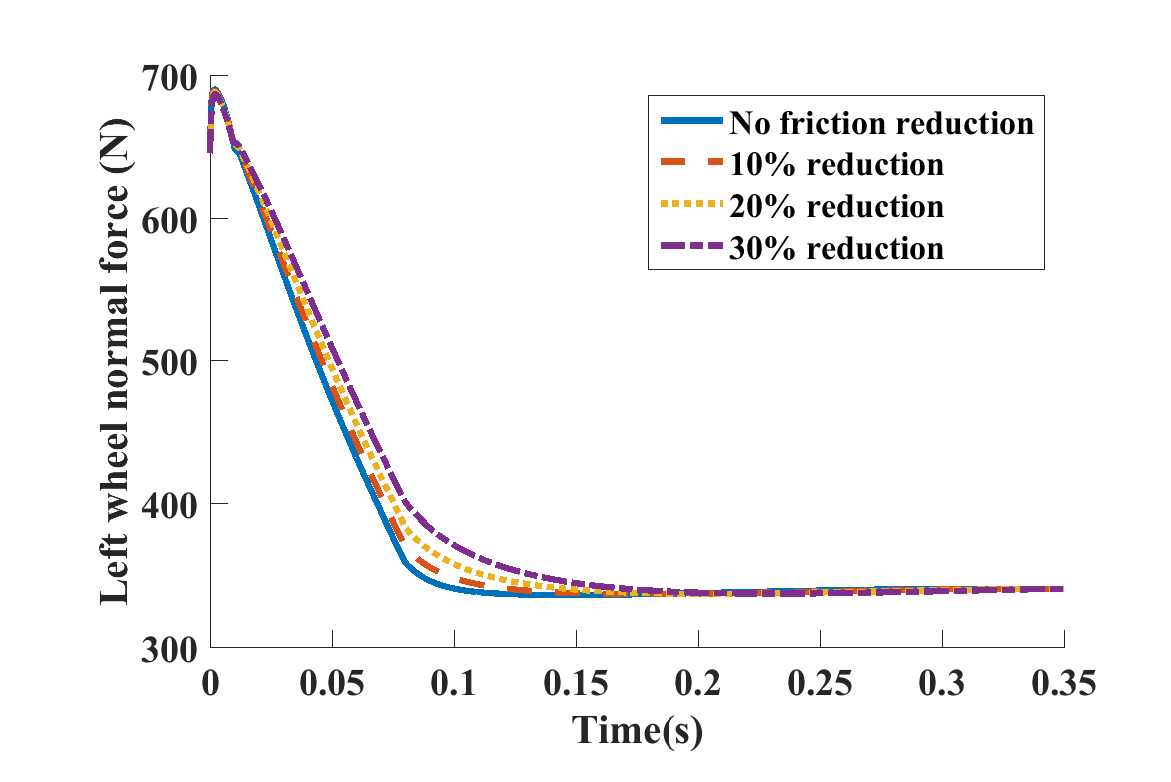 700
600
500
400
300
Left wheel normal force (N)
No friction reduction
10% reduction
20% reduction
30% reduction
0 0.05 0.1 0.15 0.2 0.25 0.3 0.35
Time(s)